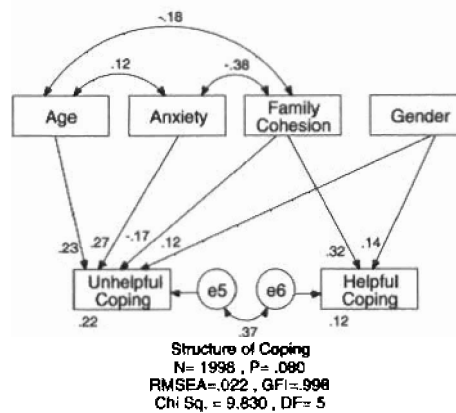 -.18
.12
-.38
Age
Anxiety
Family
Cohesion
Gender
.23
.27
-.17
.12
.32
.14
Unhelpful
Coping
e5
e6
Helpful
Coping
.22
.37
.12
Structure of Coping
N= 1998 , P= .080
RMSEA=.022 , GFI=.998
Chi Sq. = 9.830 , DF= 5